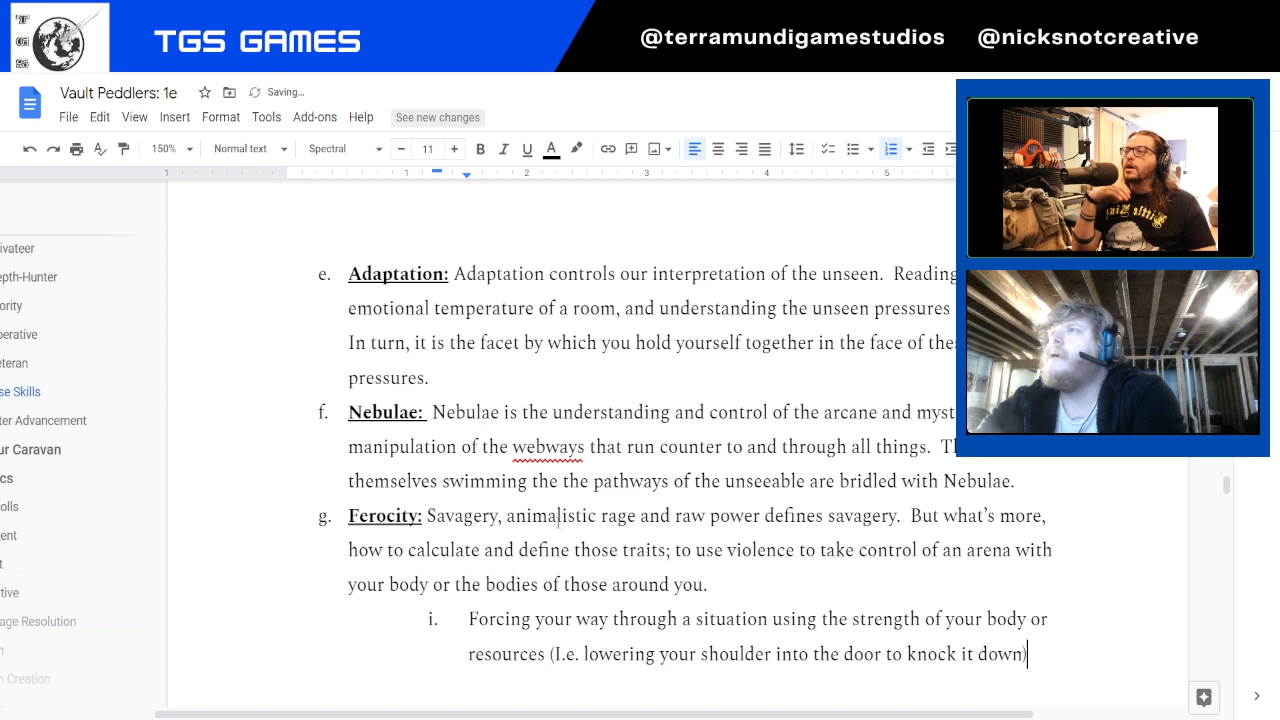 T
G
S
TGS GAMES
@terramundigamestudios @nicksnotcreative
Vault Peddlers: 1e Saving...
File Edit View Insert Format Tools Add-ons Help See new changes
150% Normal text Spectral − 11 + B I U A
1 1 2 3 4 5
ivateer
epth-Hunter
ority
perative
eteran
se Skills
ter Advancement
ur Caravan
cs
olls
ent
t
tive
age Resolution
n
n Creation
e. Adaptation: Adaptation controls our interpretation of the unseen. Reading
emotional temperature of a room, and understanding the unseen pressures
In turn, it is the facet by which you hold yourself together in the face of thes
pressures.
f. Nebulae: Nebulae is the understanding and control of the arcane and myst
manipulation of the webways that run counter to and through all things. Th
themselves swimming the the pathways of the unseeable are bridled with Nebulae.
g. Ferocity: Savagery, animalistic rage and raw power defines savagery. But what's more,
how to calculate and define those traits; to use violence to take control of an arena with
your body or the bodies of those around you.
i. Forcing your way through a situation using the strength of your body or
resources (I.e. lowering your shoulder into the door to knock it down)